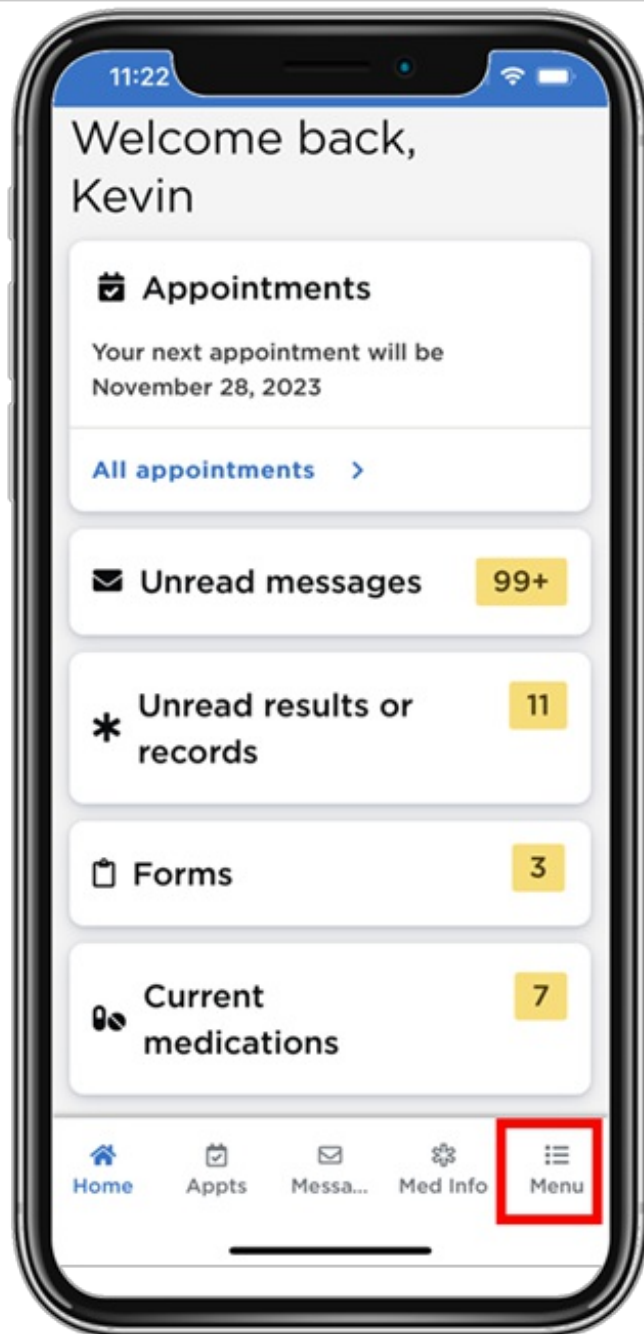 11:22
Welcome back,
Kevin
Appointments
Your next appointment will be
November 28, 2023
All appointments
Unread messages 99+
Unread results or 11
records
Forms 3
Current 7
medications
Home Appts Messa... Med Info Menu